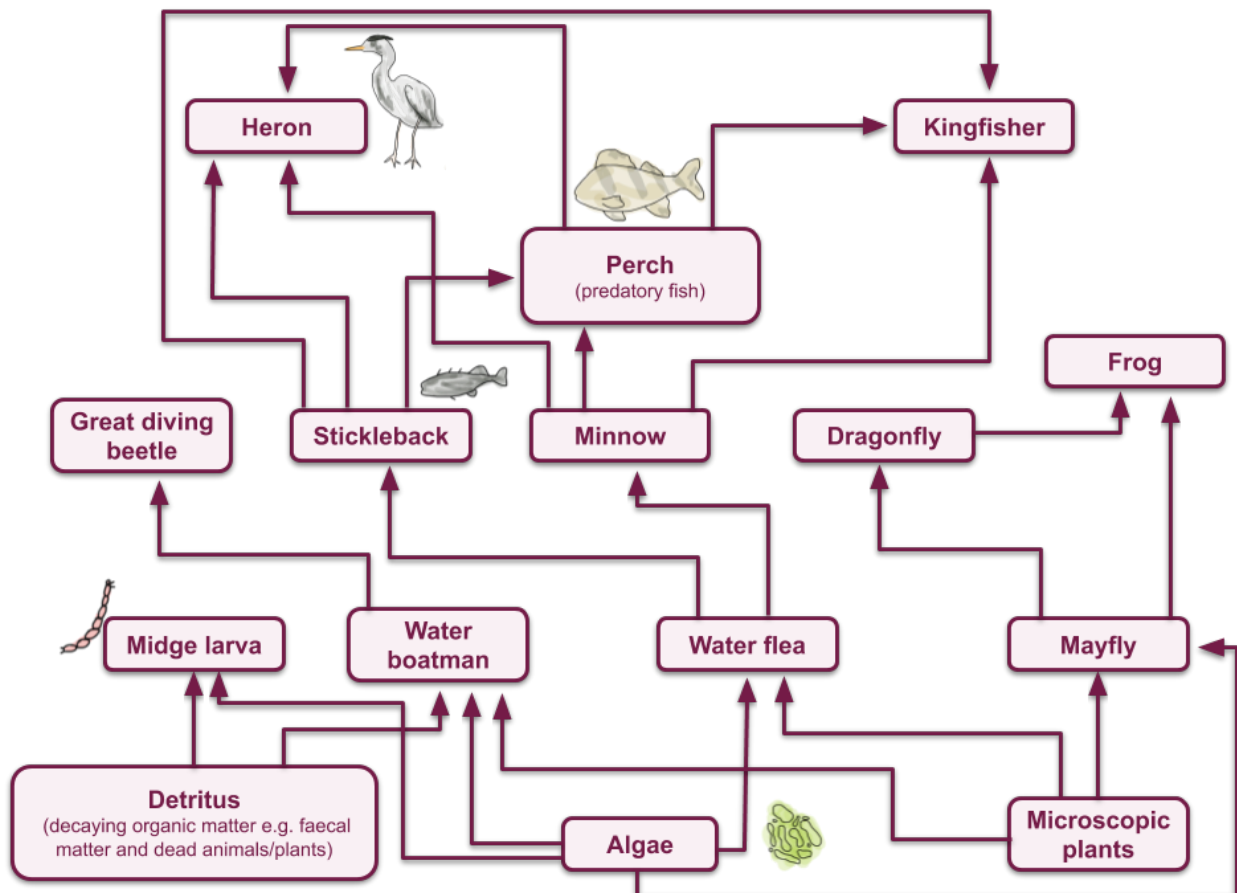 Heron
Kingfisher
Perch
(predatory fish)
Frog
Great diving
beetle
Stickleback
Minnow
Dragonfly
Midge larva
Water
boatman
Water flea
Mayfly
Detritus
(decaying organic matter e.g. faecal
matter and dead animals/plants)
Algae
Microscopic
plants